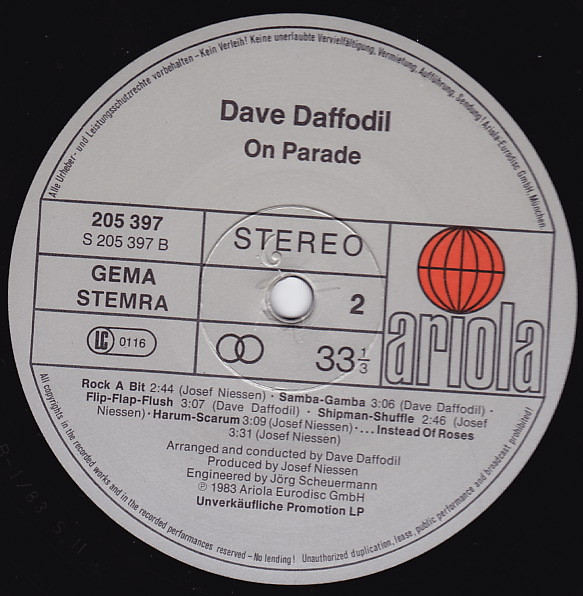 Alle Urheber- und Leistungsschutzrechte vorbehalten - Kein Verleih! Keine unerlaubte Vervielfältigung, Vermietung, Aufführung, Sendung! Ariola-Eurodisc GmbH, München.
Dave Daffodil
On Parade
205 397
S 205 397 B
STEREO
GEMA
STEMRA
2
ariola
LC 0116
33 1/3
Rock A Bit 2:44 (Josef Niessen) · Samba-Gamba 3:06 (Dave Daffodil) ·
Flip-Flap-Flush 3:07 (Dave Daffodil) · Shipman-Shuffle 2:46 (Josef
Niessen) · Harum-Scarum 3:09 (Josef Niessen) · ... Instead Of Roses
3:31 (Josef Niessen)
Arranged and conducted by Dave Daffodil
Produced by Josef Niessen
Engineered by Jörg Scheuermann
℗ 1983 Ariola Eurodisc GmbH
Unverkäufliche Promotion LP
All copyrights in the recorded works and in the recorded performances reserved - No lending! Unauthorized duplication, lease, public performance and broadcast prohibited!